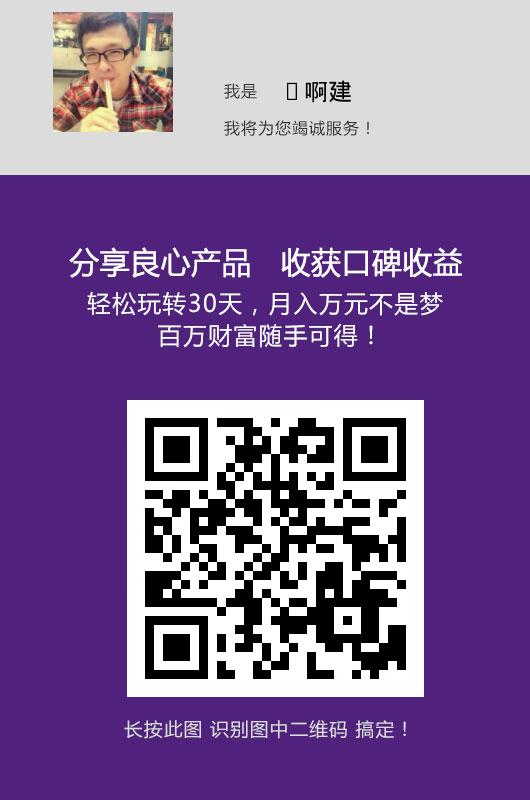 我是 啊建
我将为您竭诚服务！
分享良心产品 收获口碑收益
轻松玩转30天，月入万元不是梦
百万财富随手可得！
长按此图 识别图中二维码 搞定！